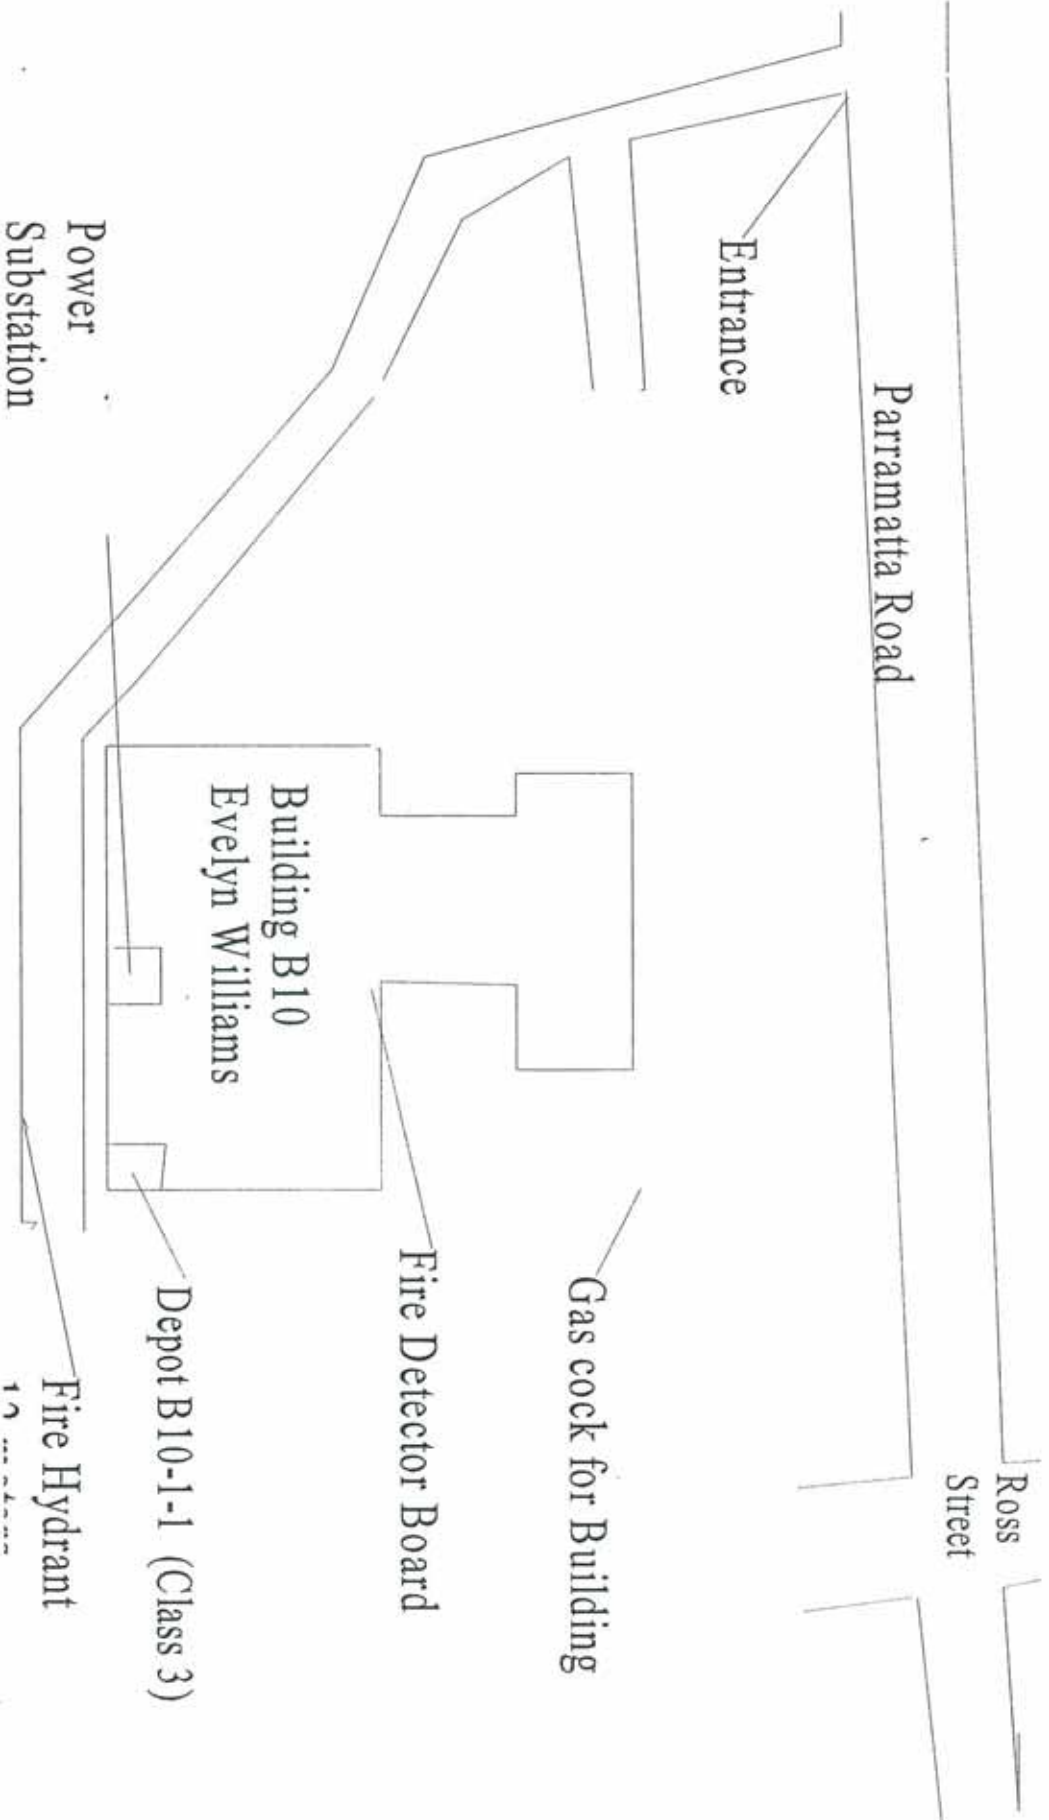 Ross
Street
Parramatta Road
Entrance
Gas cock for Building
Fire Detector Board
Building B10
Evelyn Williams
Depot B10-1-1 (Class 3)
Power
Substation
Fire Hydrant